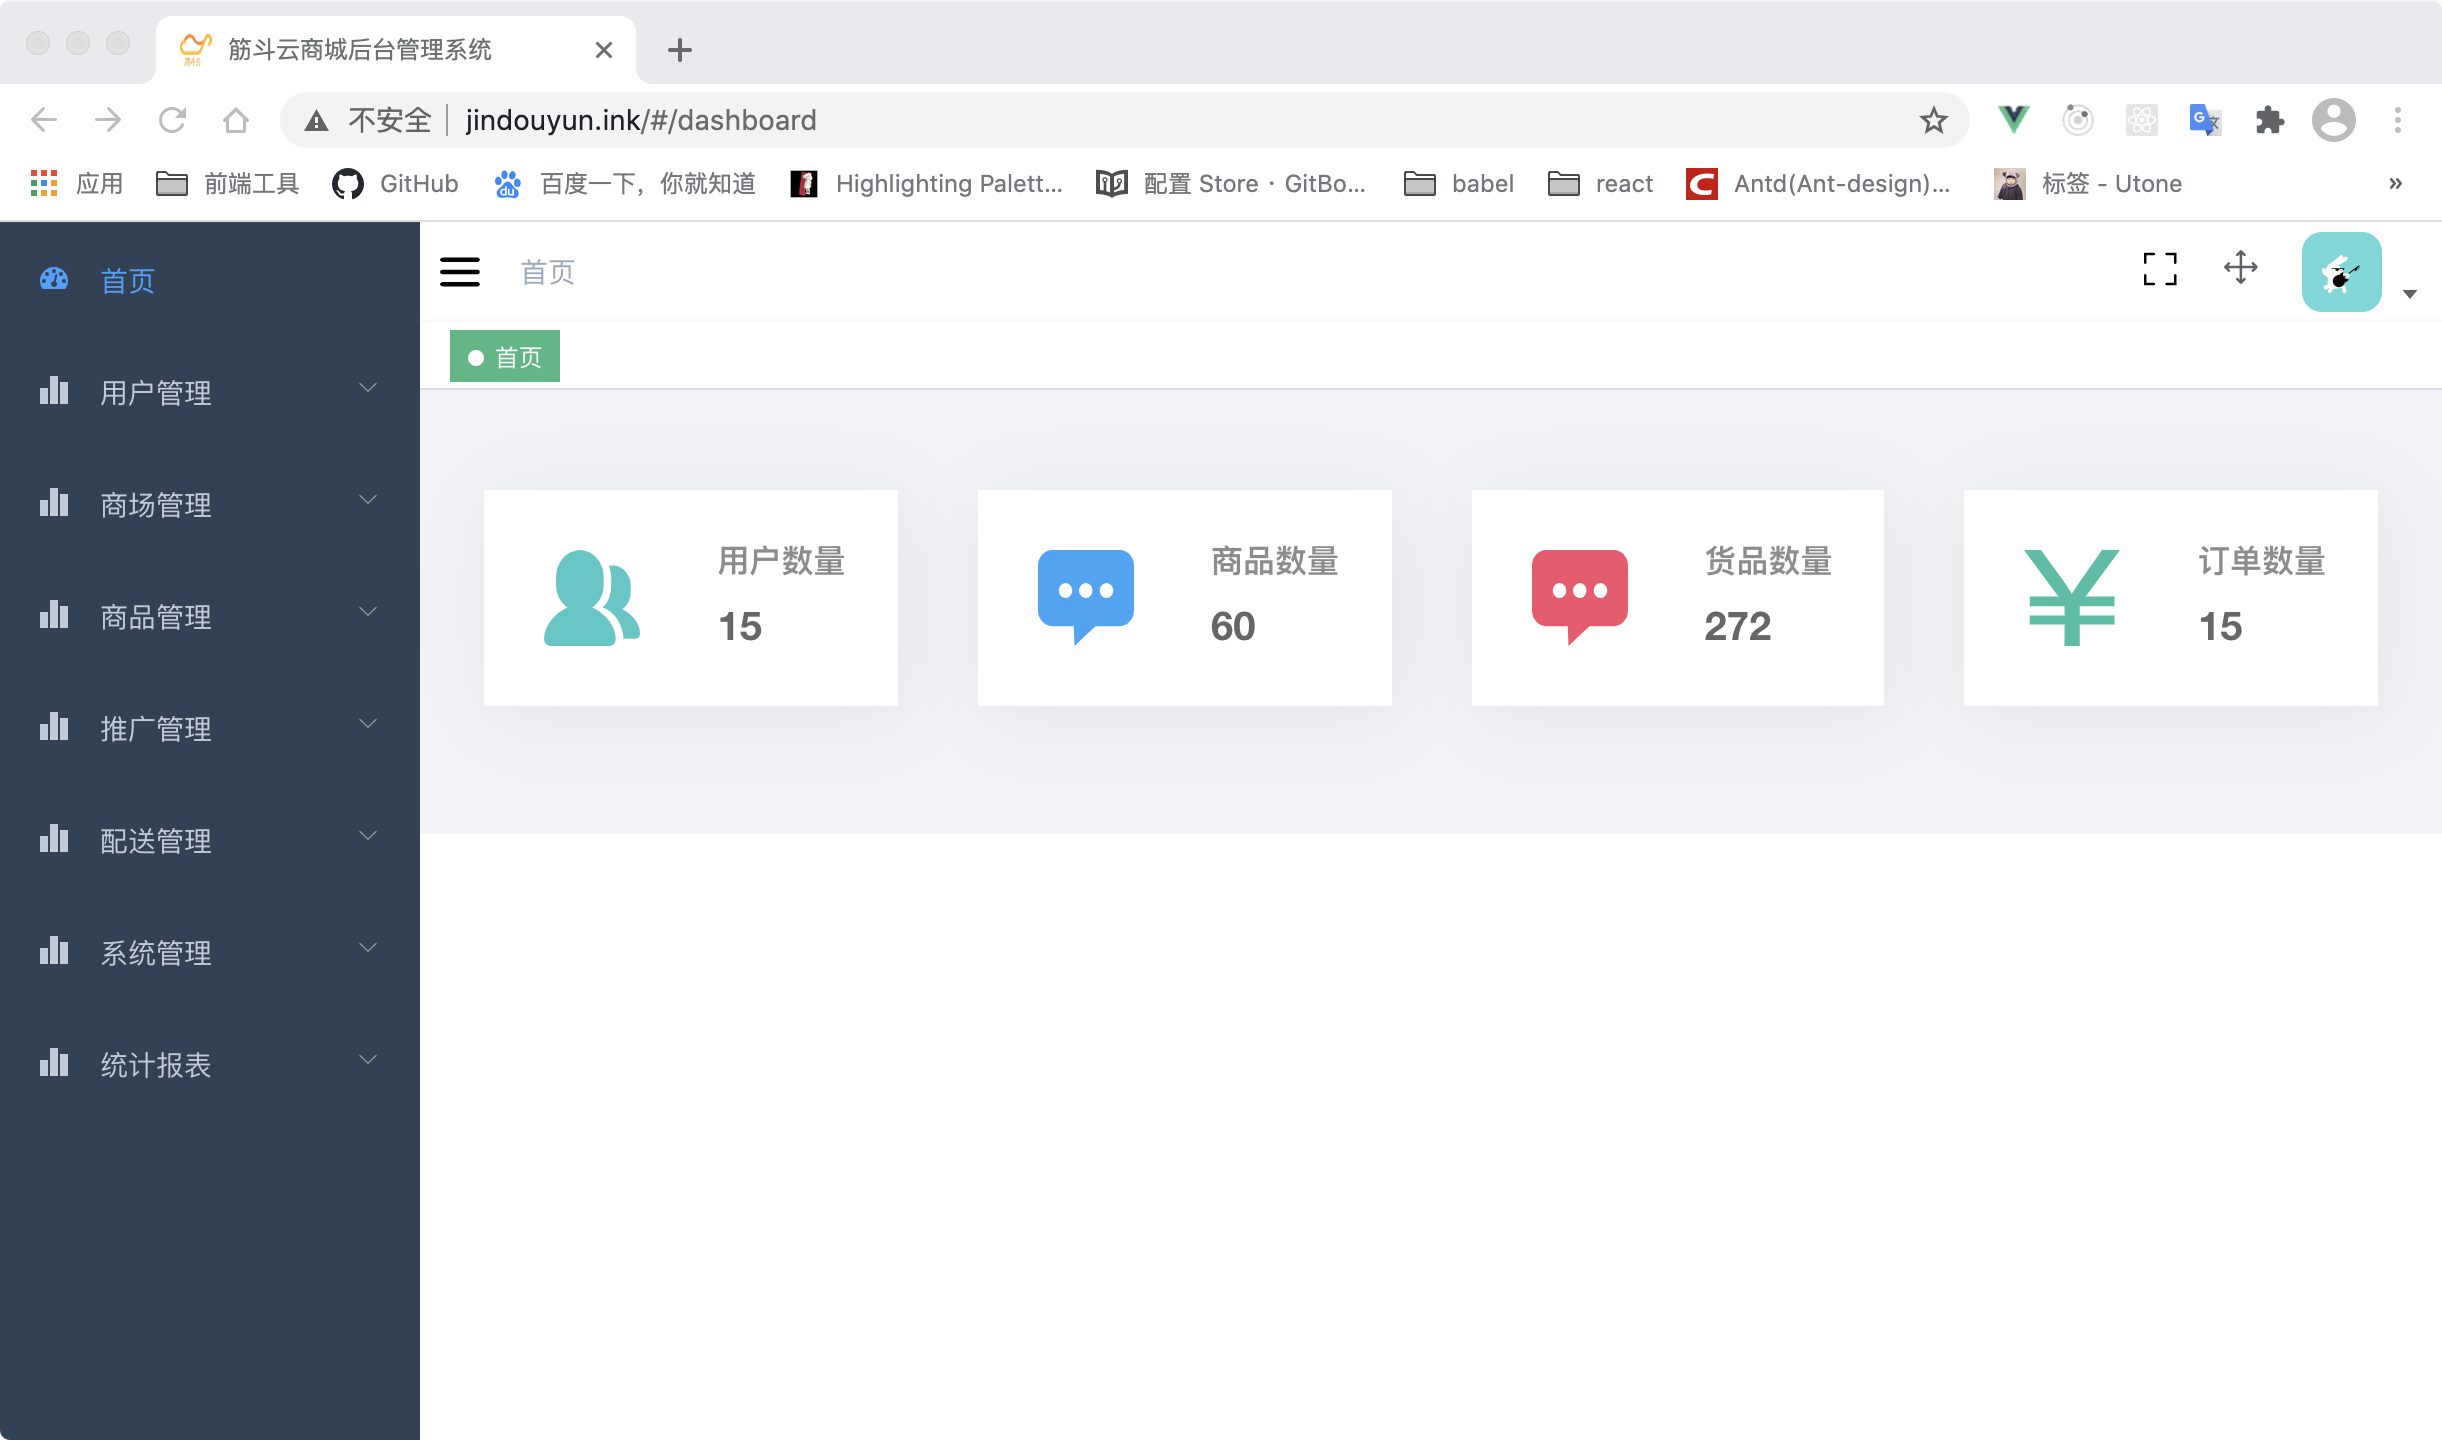 筋斗云商城后台管理系统
不安全 jindouyun.ink/#/dashboard
应用 前端工具 GitHub 百度一下，你就知道 Highlighting Palett... 配置 Store · GitBo... babel react Antd(Ant-design)... 标签 - Utone »
首页
用户管理
商场管理
商品管理
推广管理
配送管理
系统管理
统计报表
首页
首页
用户数量
15
商品数量
60
货品数量
272
订单数量
15